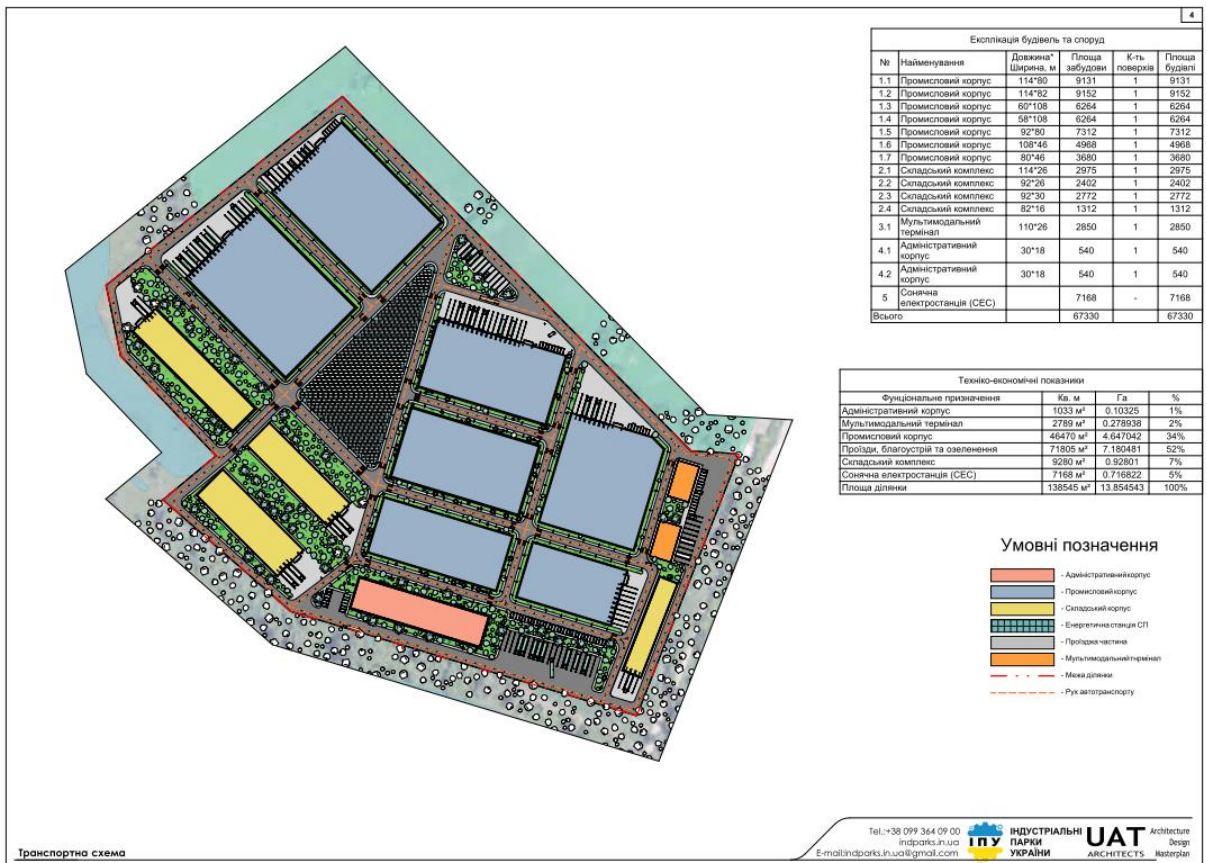 4
Експлікація будівель та споруд
№ Найменування Довжина* Ширина, м Площа забудови К-ть поверхів Площа будівлі
1.1 Промисловий корпус 114*80 9131 1 9131
1.2 Промисловий корпус 114*82 9152 1 9152
1.3 Промисловий корпус 60*108 6264 1 6264
1.4 Промисловий корпус 58*108 6264 1 6264
1.5 Промисловий корпус 92*80 7312 1 7312
1.6 Промисловий корпус 108*46 4968 1 4968
1.7 Промисловий корпус 80*46 3680 1 3680
2.1 Складський комплекс 114*26 2975 1 2975
2.2 Складський комплекс 92*26 2402 1 2402
2.3 Складський комплекс 92*30 2772 1 2772
2.4 Складський комплекс 82*16 1312 1 1312
3.1 Мультимодальний термінал 110*26 2850 1 2850
4.1 Адміністративний корпус 30*18 540 1 540
4.2 Адміністративний корпус 30*18 540 1 540
5 Сонячна електростанція (СЕС) 7168 - 7168
Всього 67330 67330
Техніко-економічні показники
Фунціональне призначення Кв. м Га %
Адміністративний корпус 1033 м² 0.10325 1%
Мультимодальний термінал 2789 м² 0.278938 2%
Промисловий корпус 46470 м² 4.647042 34%
Проїзди, благоустрій та озеленення 71805 м² 7.180481 52%
Складський комплекс 9280 м² 0.92801 7%
Сонячна електростанція (СЕС) 7168 м² 0.716822 5%
Площа ділянки 138545 м² 13.854543 100%
Умовні позначення
- Адміністративний корпус
- Промисловий корпус
- Складський корпус
- Енергетична станція СП
- Проїзджа частина
- Мультимодальний тнрмінал
- Межа ділянки
- Рух автотранспорту
Транспортна схема
Tel.:+38 099 364 09 00
indparks.in.ua
E-mail:indparks.in.ua@gmail.com
ІПУ
ІНДУСТРІАЛЬНІ
ПАРКИ
УКРАЇНИ
UAT
ARCHITECTS
Architecture
Design
Masterplan